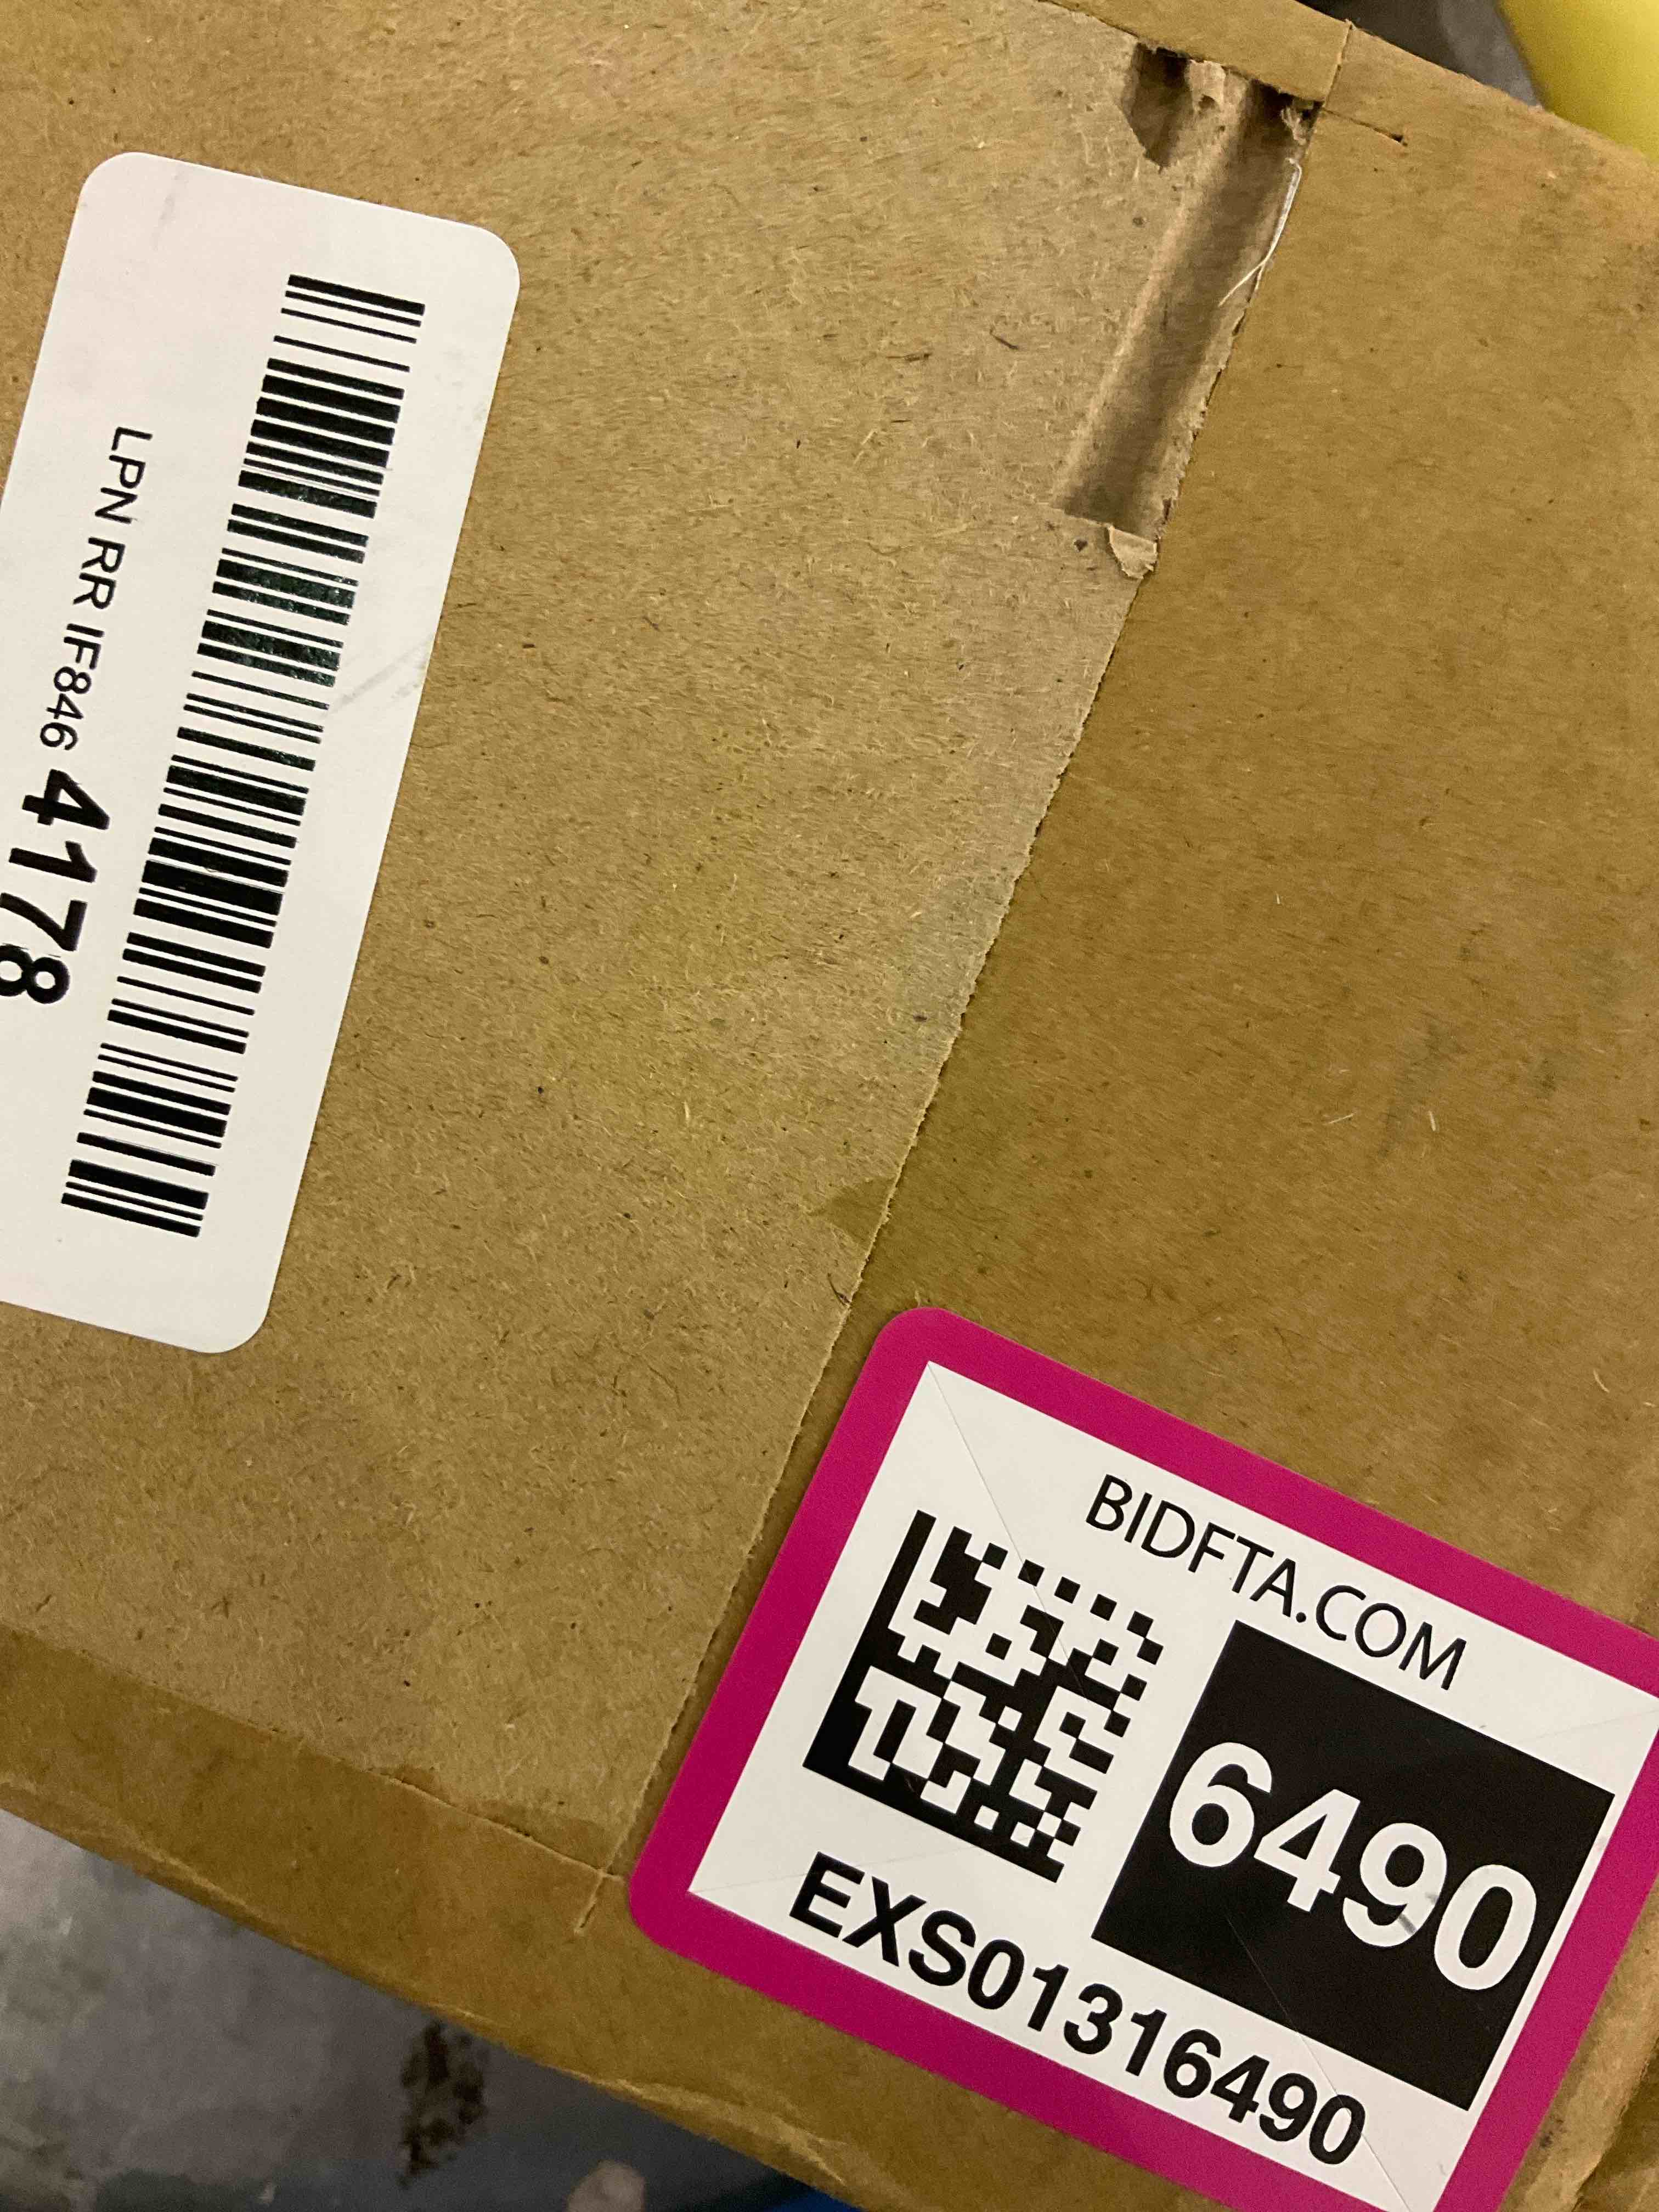 LPN RR IF846 4178
BIDFTA.COM
6490
EXS01316490